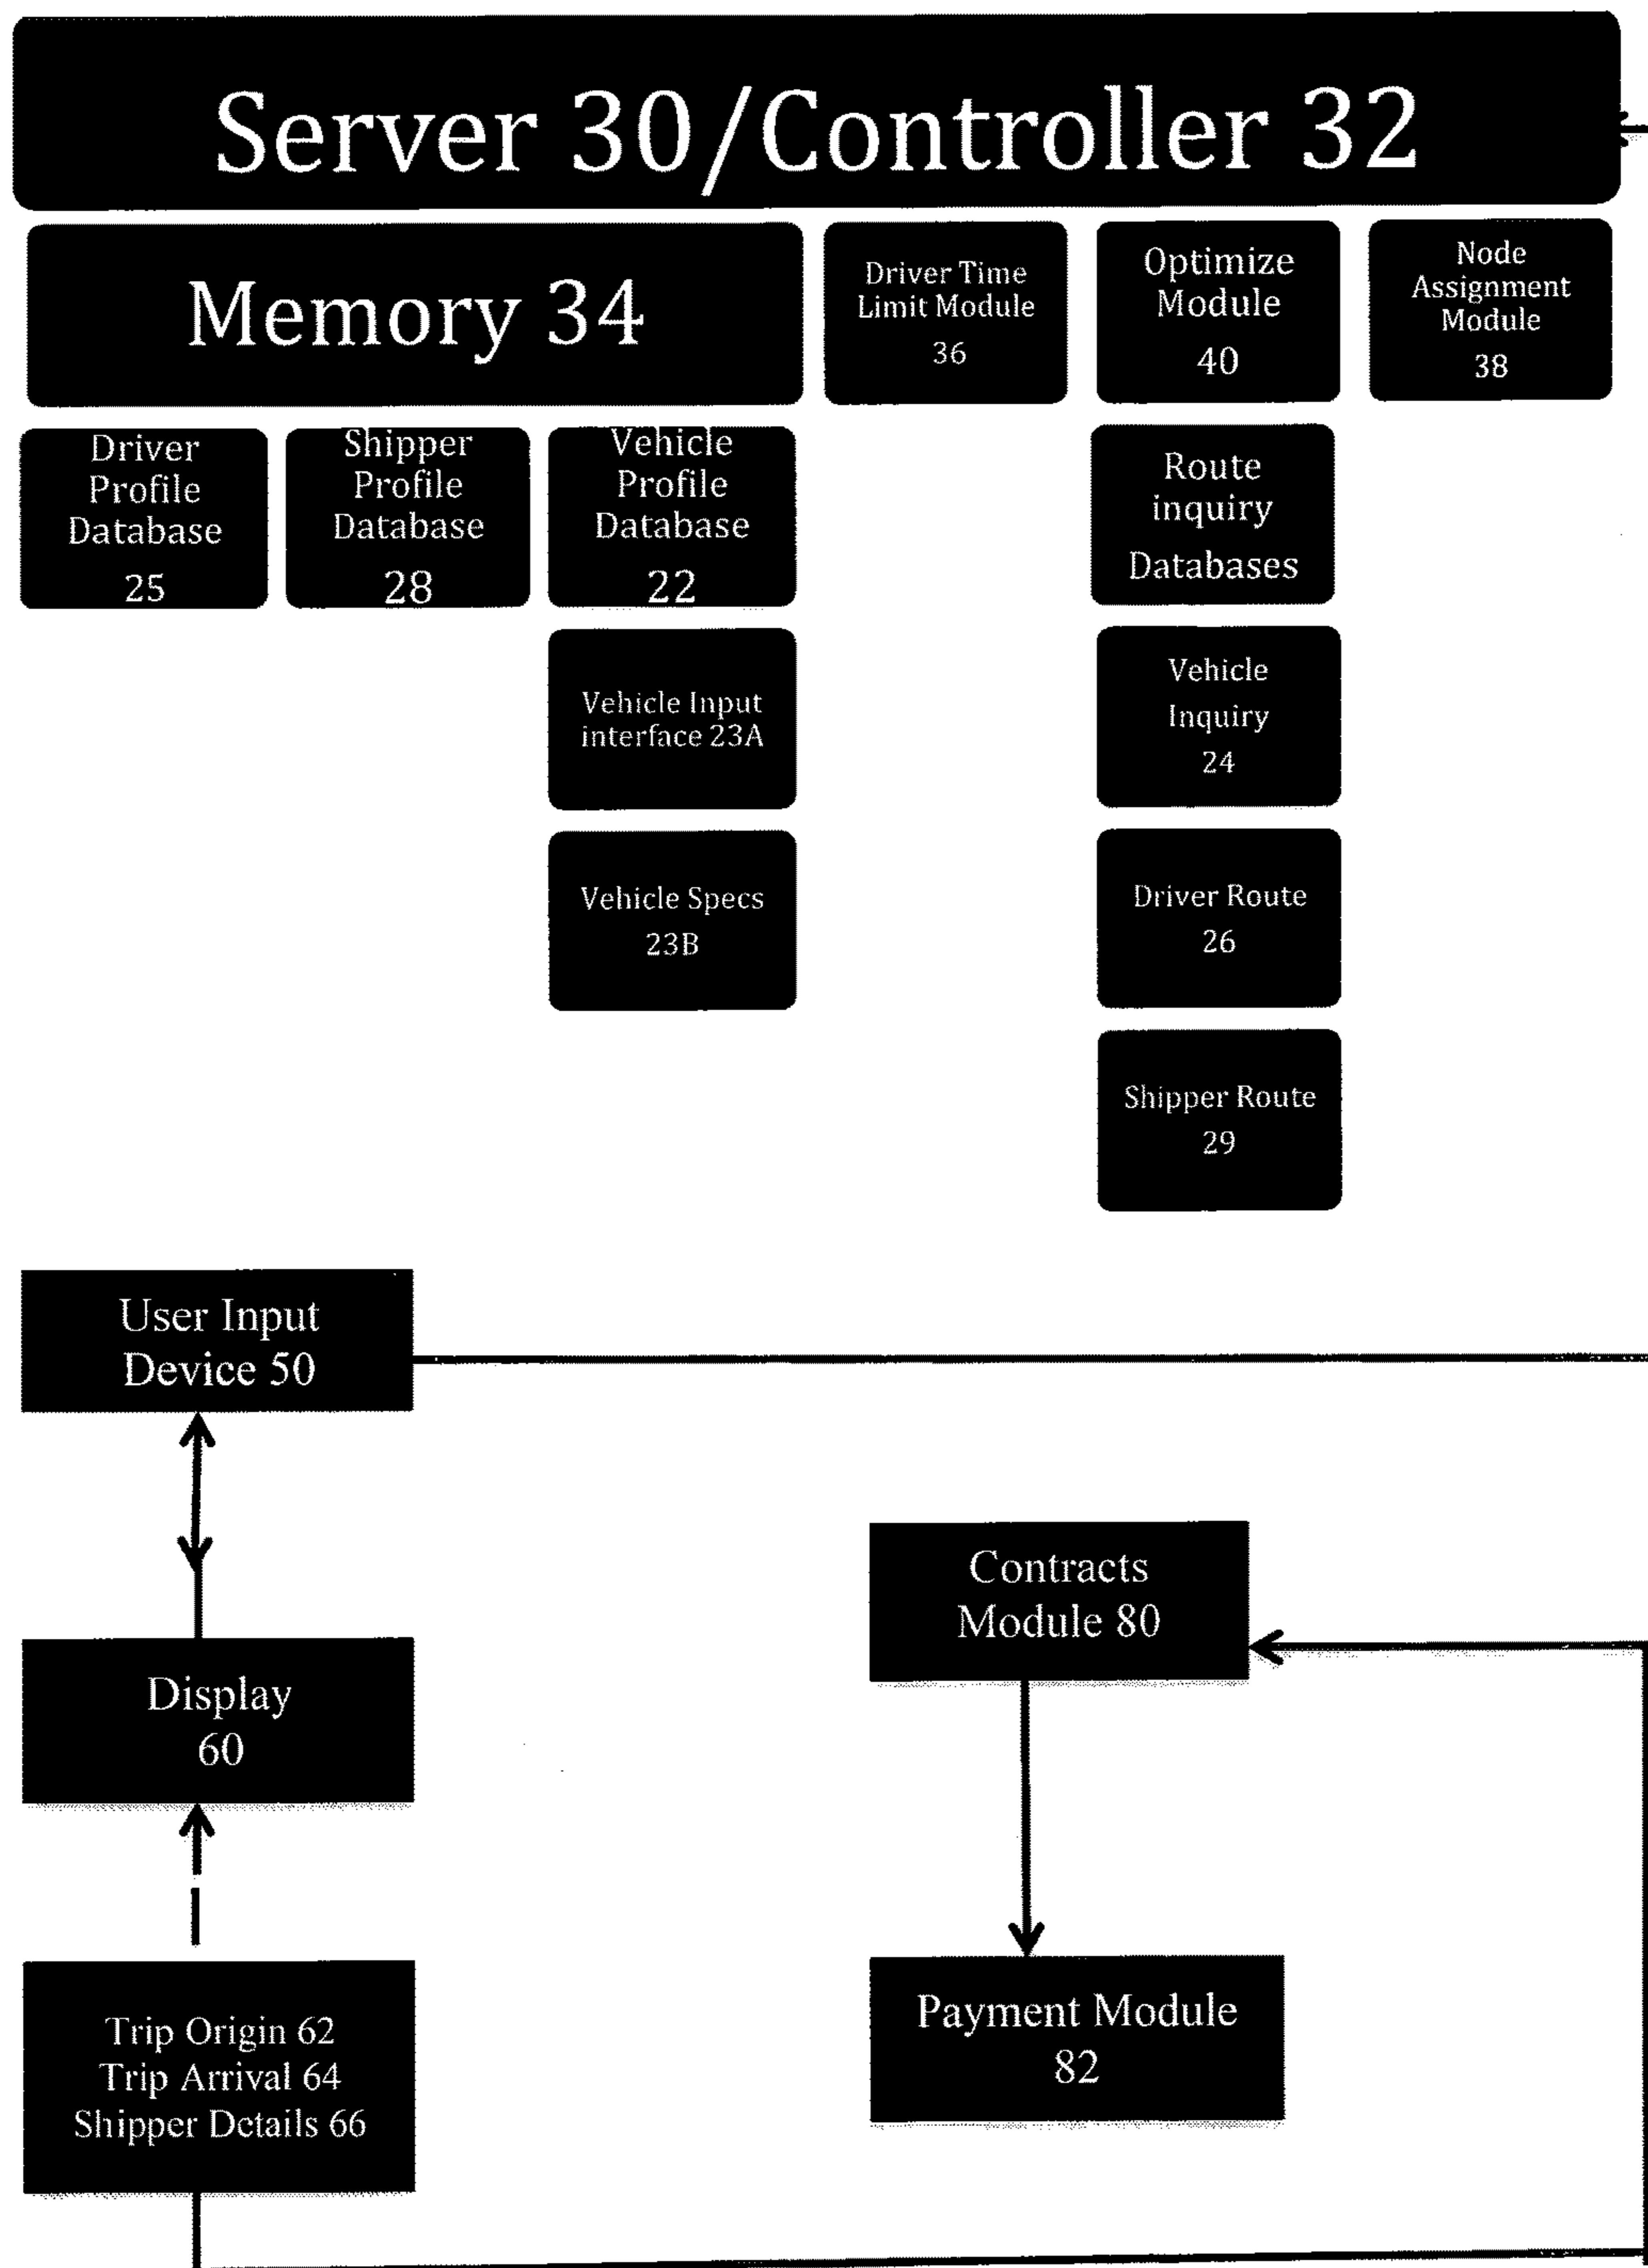 Server 30/Controller 32
Memory 34
Driver Time
Limit Module
36
Optimize
Module
40
Node
Assignment
Module
38
Driver
Profile
Database
25
Shipper
Profile
Database
28
Vehicle
Profile
Database
22
Route
inquiry
Databases
Vehicle Input
interface 23A
Vehicle
Inquiry
24
Vehicle Specs
23B
Driver Route
26
Shipper Route
29
User Input
Device 50
Contracts
Module 80
Display
60
Payment Module
82
Trip Origin 62
Trip Arrival 64
Shipper Details 66